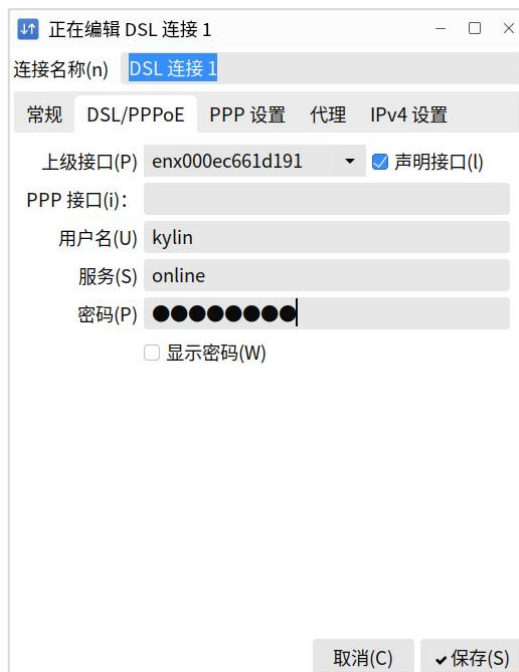 正在编辑 DSL 连接 1
连接名称(n) DSL 连接 1
常规 DSL/PPPoE PPP 设置 代理 IPv4 设置
上级接口(P) enx000ec661d191 声明接口(I)
PPP 接口(i):
用户名(U) kylin
服务(S) online
密码(P) ●●●●●●●●
显示密码(W)
取消(C) 保存(S)